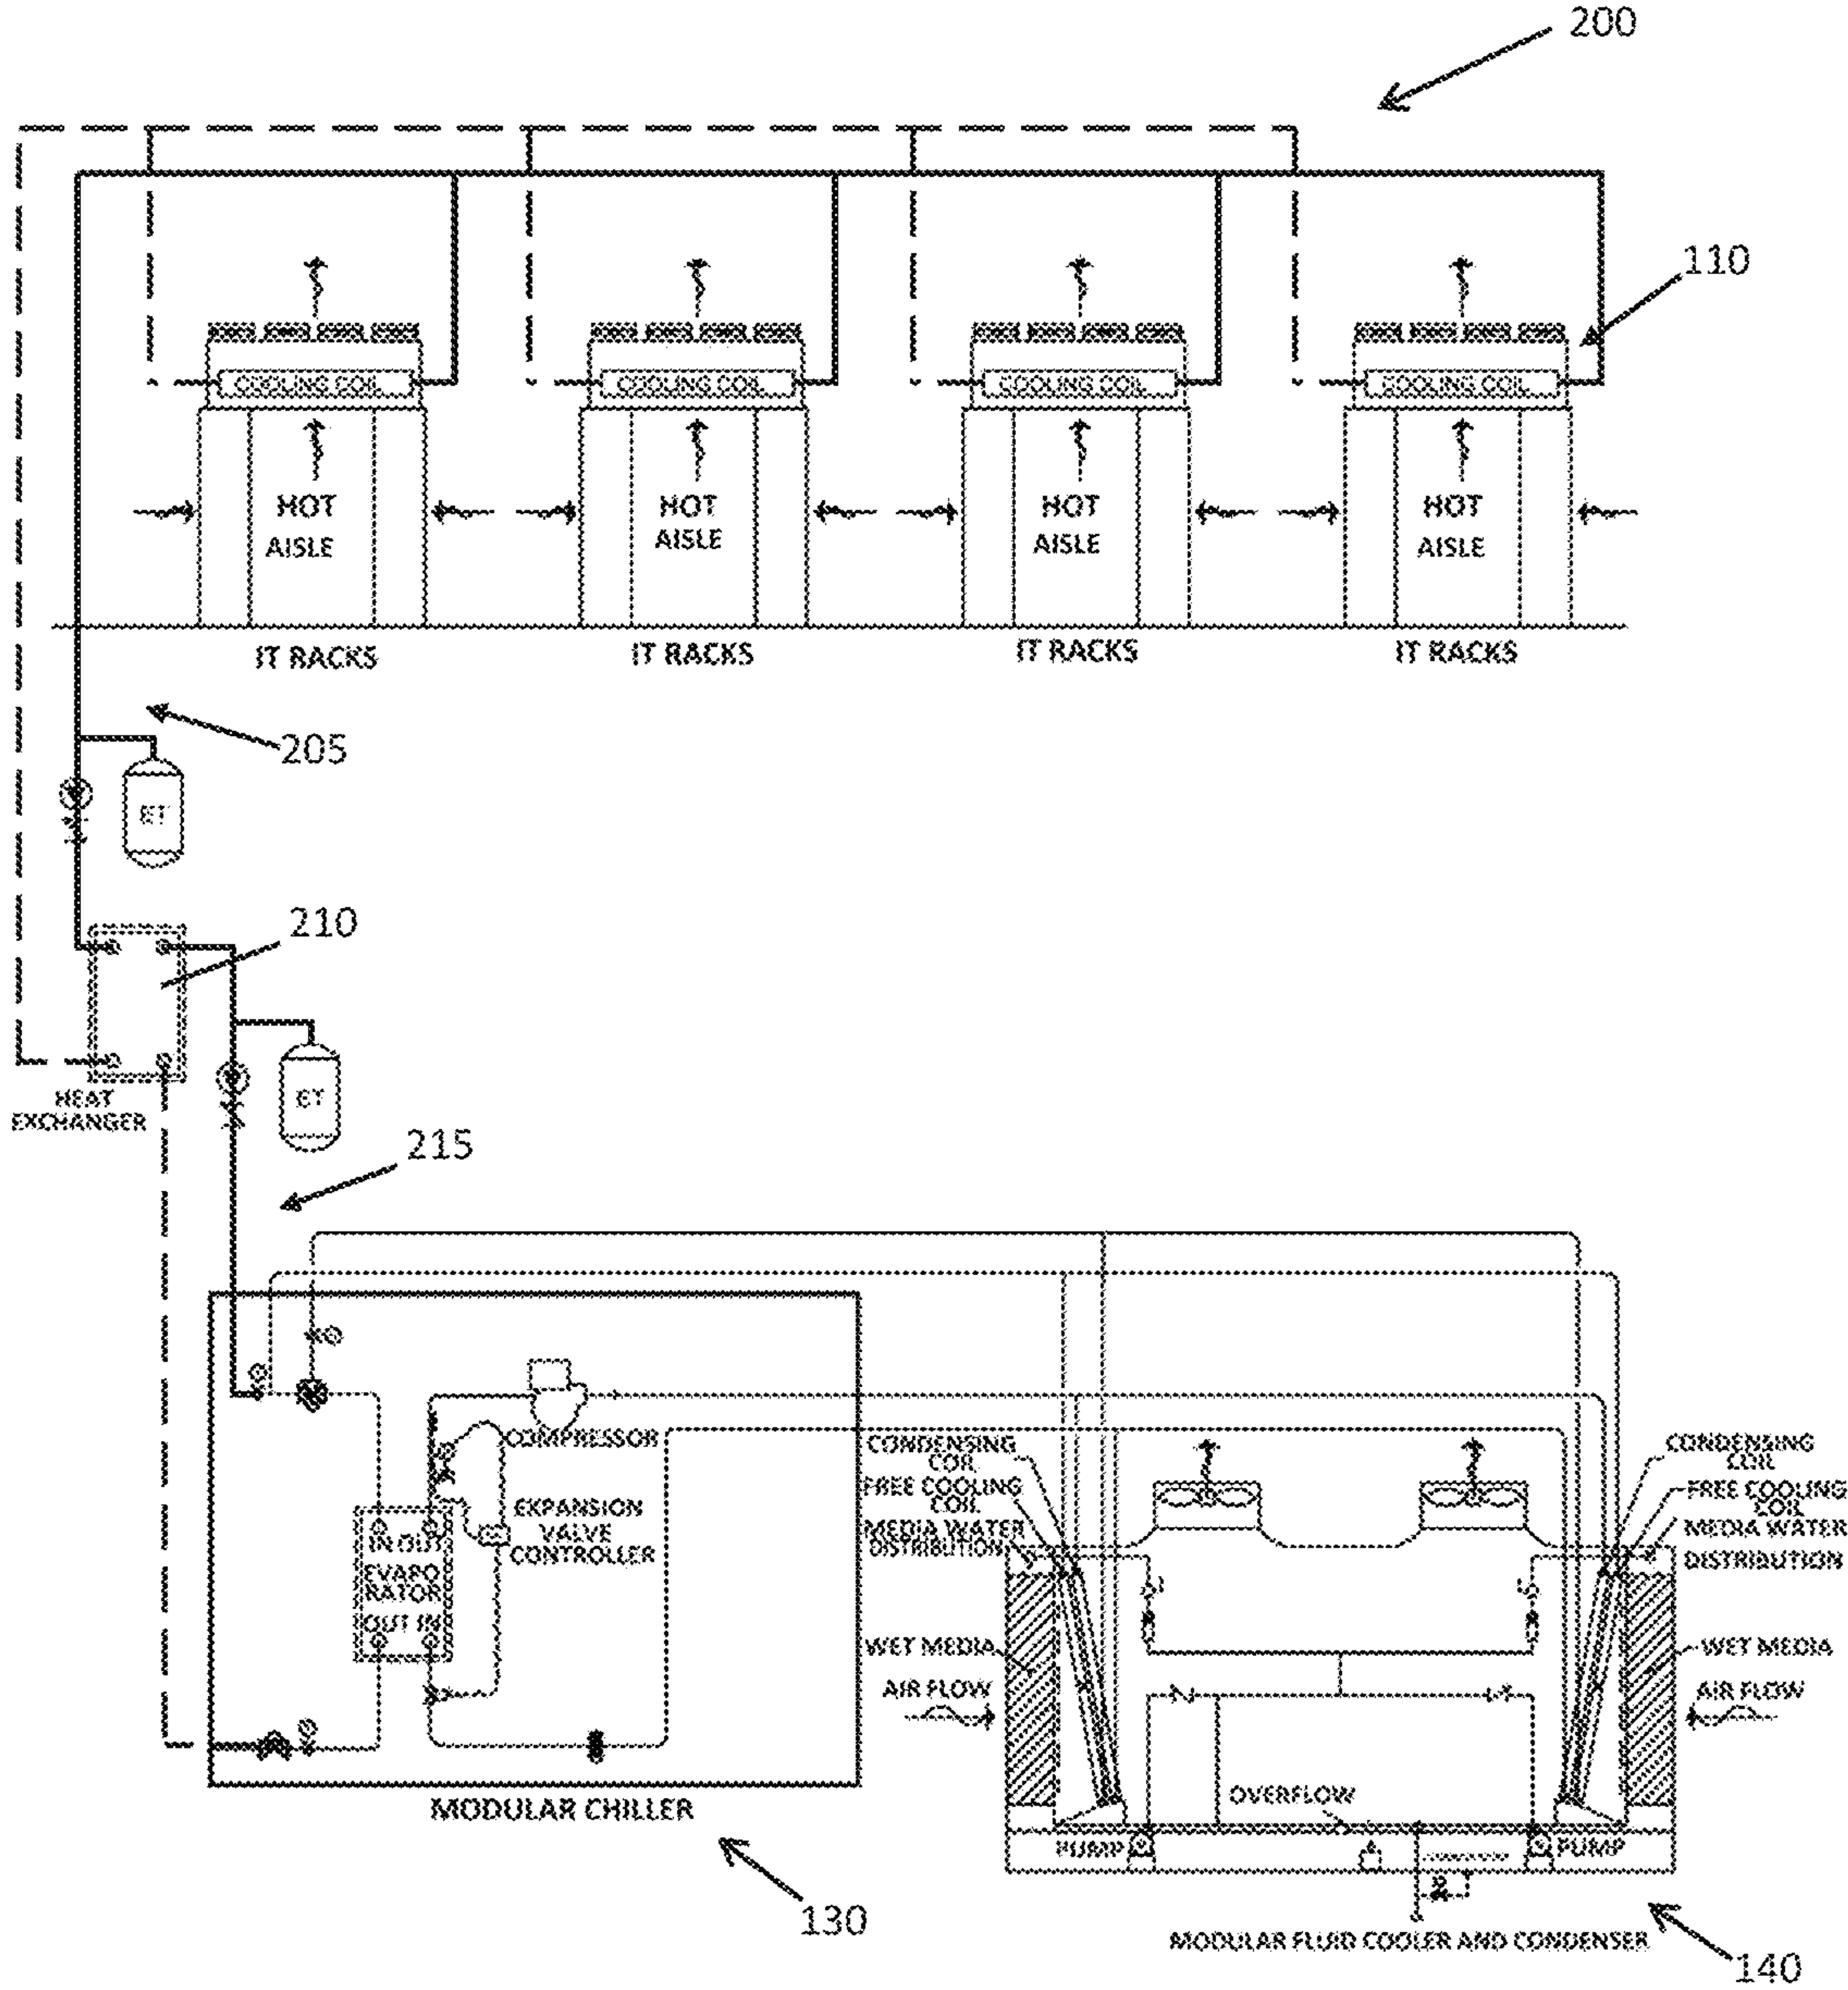 200
110
COOLING COIL
COOLING COIL
COOLING COIL
COOLING COIL
HOT
AISLE
HOT
AISLE
HOT
AISLE
HOT
AISLE
IT RACKS
IT RACKS
IT RACKS
IT RACKS
205
ET
210
HEAT
EXCHANGER
ET
215
COMPRESSOR
EXPANSION
VALVE
CONTROLLER
IN OUT
EVAPO
RATOR
OUT IN
MODULAR CHILLER
130
CONDENSING
COIL
FREE COOLING
COIL
MEDIA WATER
DISTRIBUTION
WET MEDIA
AIR FLOW
CONDENSING
COIL
FREE COOLING
COIL
MEDIA WATER
DISTRIBUTION
WET MEDIA
AIR FLOW
OVERFLOW
PUMP
PUMP
MODULAR FLUID COOLER AND CONDENSER
140